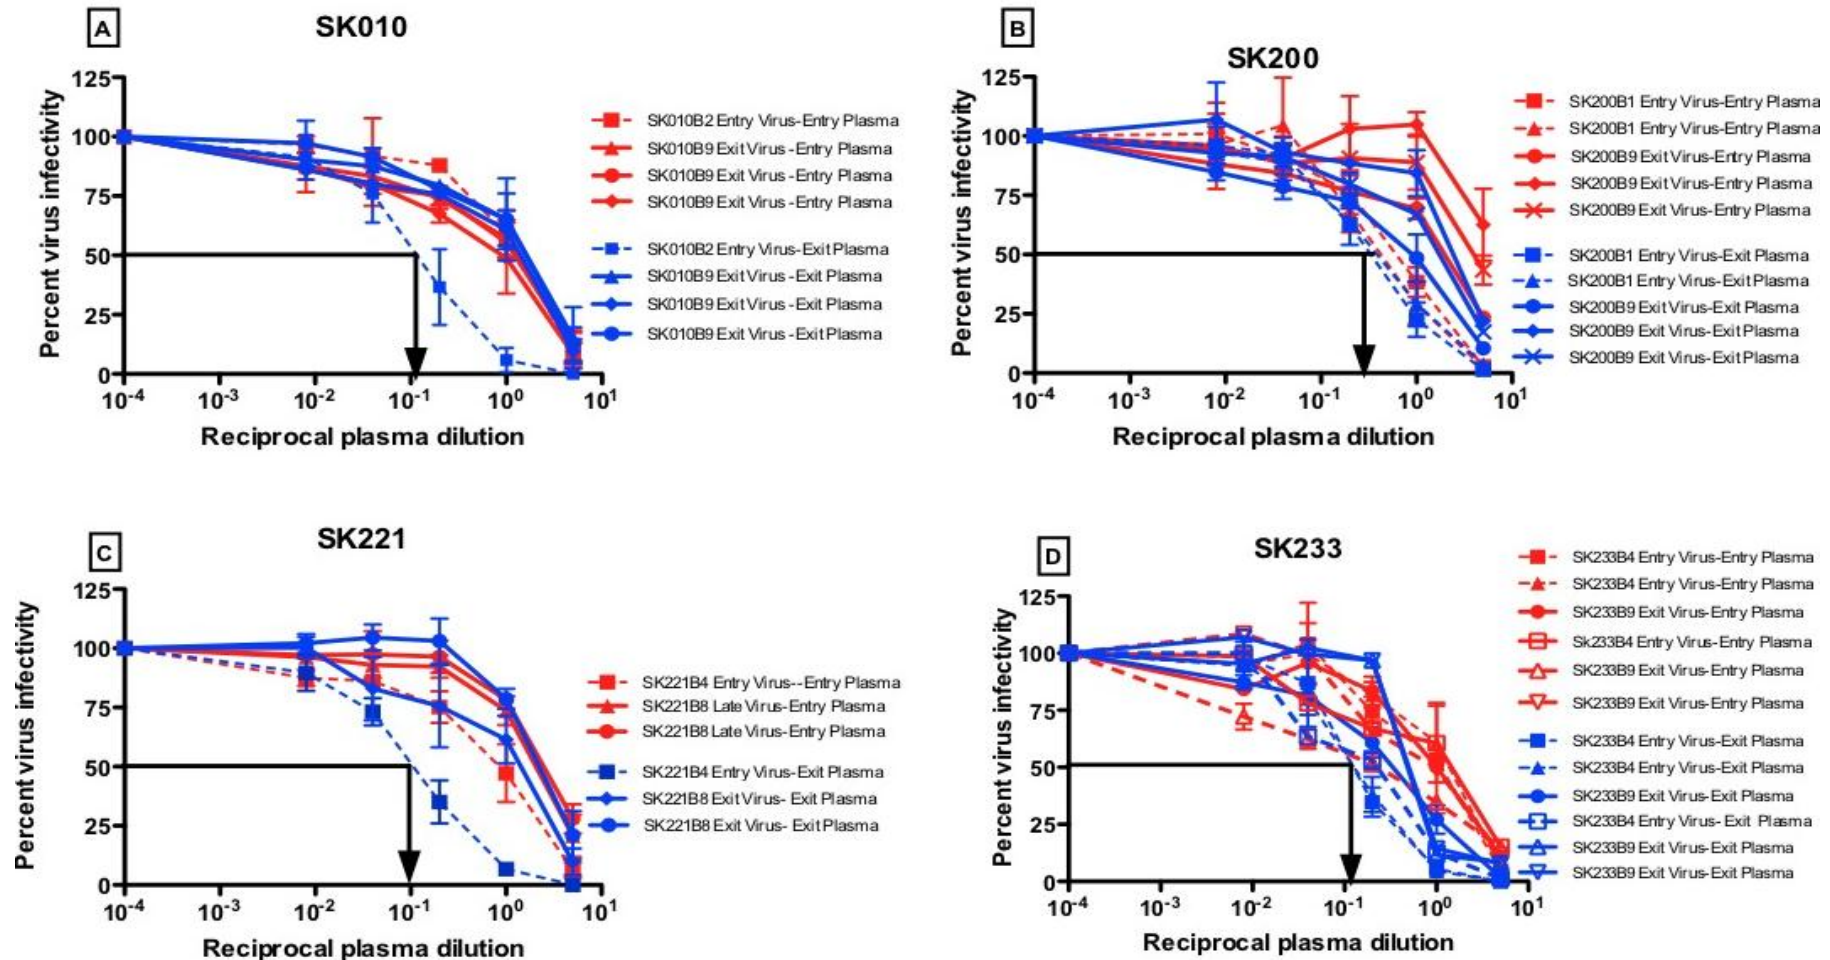 A
SK010
Percent virus infectivity
125
100
75
50
25
0
10-4
10-3
10-2
10-1
100
101
Reciprocal plasma dilution
SK010B2 Entry Virus-Entry Plasma
SK010B9 Exit Virus -Entry Plasma
SK010B9 Exit Virus -Entry Plasma
SK010B9 Exit Virus -Entry Plasma
SK010B2 Entry Virus-Exit Plasma
SK010B9 Exit Virus -Exit Plasma
SK010B9 Exit Virus -Exit Plasma
SK010B9 Exit Virus -Exit Plasma
B
SK200
Percent virus infectivity
125
100
75
50
25
0
10-4
10-3
10-2
10-1
100
101
Reciprocal plasma dilution
SK200B1 Entry Virus-Entry Plasma
SK200B1 Entry Virus-Entry Plasma
SK200B9 Exit Virus-Entry Plasma
SK200B9 Exit Virus-Entry Plasma
SK200B9 Exit Virus-Entry Plasma
SK200B1 Entry Virus-Exit Plasma
SK200B1 Entry Virus-Exit Plasma
SK200B9 Exit Virus-Exit Plasma
SK200B9 Exit Virus-Exit Plasma
SK200B9 Exit Virus-Exit Plasma
C
SK221
Percent virus infectivity
125
100
75
50
25
0
10-4
10-3
10-2
10-1
100
101
Reciprocal plasma dilution
SK221B4 Entry Virus--Entry Plasma
SK221B8 Late Virus-Entry Plasma
SK221B8 Late Virus-Entry Plasma
SK221B4 Entry Virus-Exit Plasma
SK221B8 Exit Virus- Exit Plasma
SK221B8 Exit Virus- Exit Plasma
D
SK233
Percent virus infectivity
125
100
75
50
25
0
10-4
10-3
10-2
10-1
100
101
Reciprocal plasma dilution
SK233B4 Entry Virus-Entry Plasma
SK233B4 Entry Virus-Entry Plasma
SK233B9 Exit Virus-Entry Plasma
Sk233B4 Entry Virus-Entry Plasma
SK233B9 Exit Virus-Entry Plasma
SK233B9 Exit Virus-Entry Plasma
SK233B4 Entry Virus-Exit Plasma
SK233B4 Entry Virus-Exit Plasma
SK233B9 Exit Virus-Exit Plasma
SK233B4 Entry Virus- Exit Plasma
SK233B9 Exit Virus-Exit Plasma
SK233B9 Exit Virus-Exit Plasma